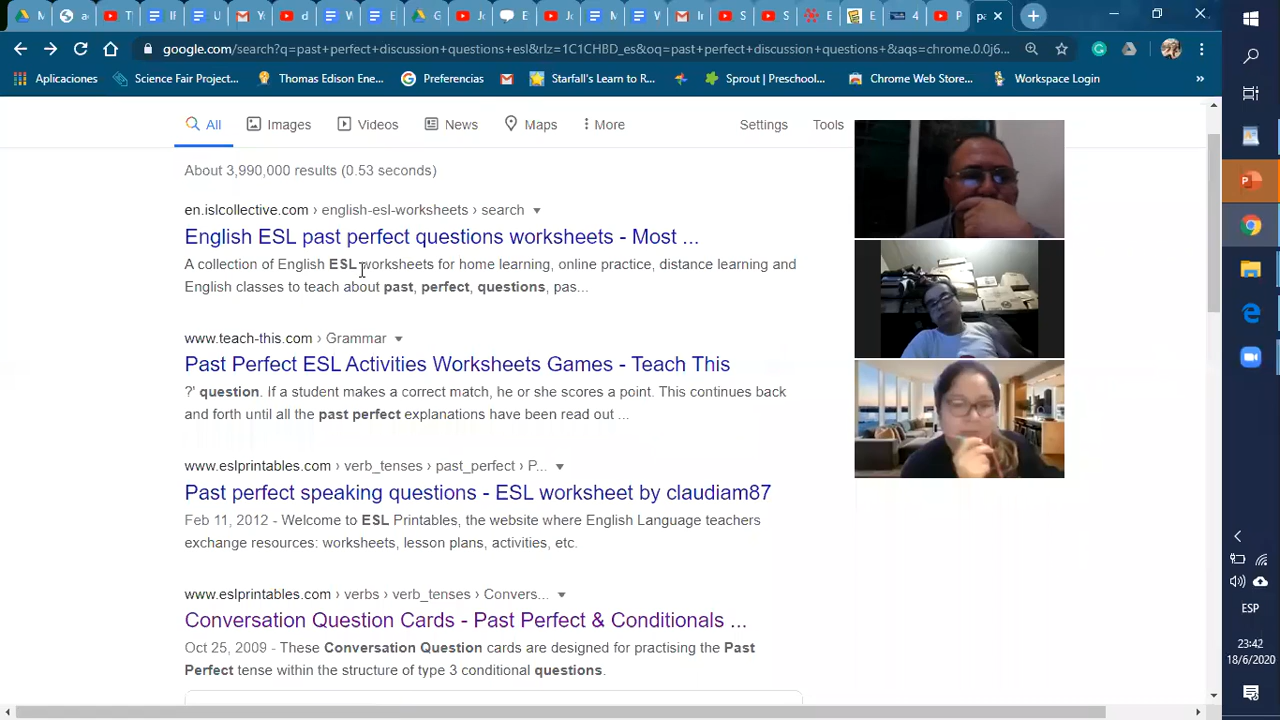 google.com/search?q=past+perfect+discussion+questions+esl&rlz=1C1CHBD_es&oq=past+perfect+discussion+questions+&aqs=chrome.0.0j6...
Aplicaciones Science Fair Project... Thomas Edison Ene... Preferencias Starfall's Learn to R... Sprout | Preschool... Chrome Web Store... Workspace Login »
All Images Videos News Maps More Settings Tools
About 3,990,000 results (0.53 seconds)
en.islcollective.com › english-esl-worksheets › search
English ESL past perfect questions worksheets - Most ...
A collection of English ESL worksheets for home learning, online practice, distance learning and
English classes to teach about past, perfect, questions, pas...
www.teach-this.com › Grammar
Past Perfect ESL Activities Worksheets Games - Teach This
?' question. If a student makes a correct match, he or she scores a point. This continues back
and forth until all the past perfect explanations have been read out ...
www.eslprintables.com › verb_tenses › past_perfect › P...
Past perfect speaking questions - ESL worksheet by claudiam87
Feb 11, 2012 - Welcome to ESL Printables, the website where English Language teachers
exchange resources: worksheets, lesson plans, activities, etc.
www.eslprintables.com › verbs › verb_tenses › Convers...
Conversation Question Cards - Past Perfect & Conditionals ...
Oct 25, 2009 - These Conversation Question cards are designed for practising the Past
Perfect tense within the structure of type 3 conditional questions.
ESP
23:42
18/6/2020